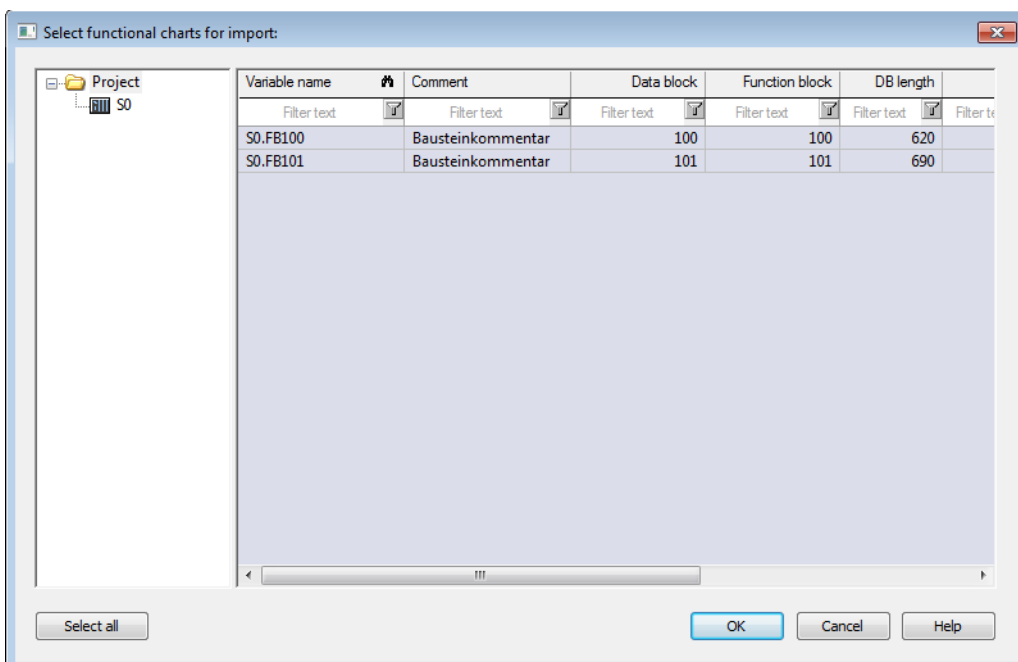 Select functional charts for import:
Project
S0
Variable name Comment Data block Function block DB length
Filter text Filter text Filter text Filter text Filter text Filter te
S0.FB100 Bausteinkommentar 100 100 620
S0.FB101 Bausteinkommentar 101 101 690
Select all OK Cancel Help